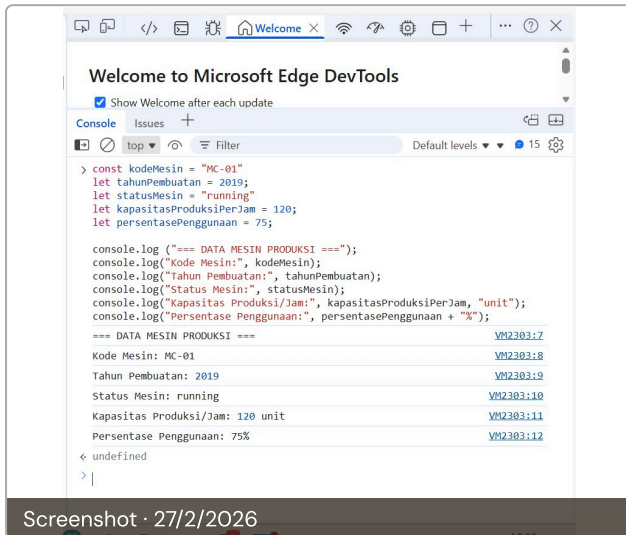 Welcome
Welcome to Microsoft Edge DevTools
Show Welcome after each update
Console Issues
top Filter Default levels 15
const kodeMesin = "MC-01"
let tahunPembuatan = 2019;
let statusMesin = "running"
let kapasitasProduksiPerJam = 120;
let persentasePenggunaan = 75;
console.log ("=== DATA MESIN PRODUKSI ===");
console.log("Kode Mesin:", kodeMesin);
console.log("Tahun Pembuatan:", tahunPembuatan);
console.log("Status Mesin:", statusMesin);
console.log("Kapasitas Produksi/Jam:", kapasitasProduksiPerJam, "unit");
console.log("Persentase Penggunaan:", persentasePenggunaan + "%");
=== DATA MESIN PRODUKSI === VM2303:7
Kode Mesin: MC-01 VM2303:8
Tahun Pembuatan: 2019 VM2303:9
Status Mesin: running VM2303:10
Kapasitas Produksi/Jam: 120 unit VM2303:11
Persentase Penggunaan: 75% VM2303:12
undefined
Screenshot · 27/2/2026